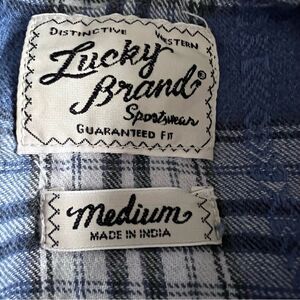 DISTINCTIVE WESTERN
Lucky
Brand®
Sportswear
GUARANTEED FIT
medium
MADE IN INDIA